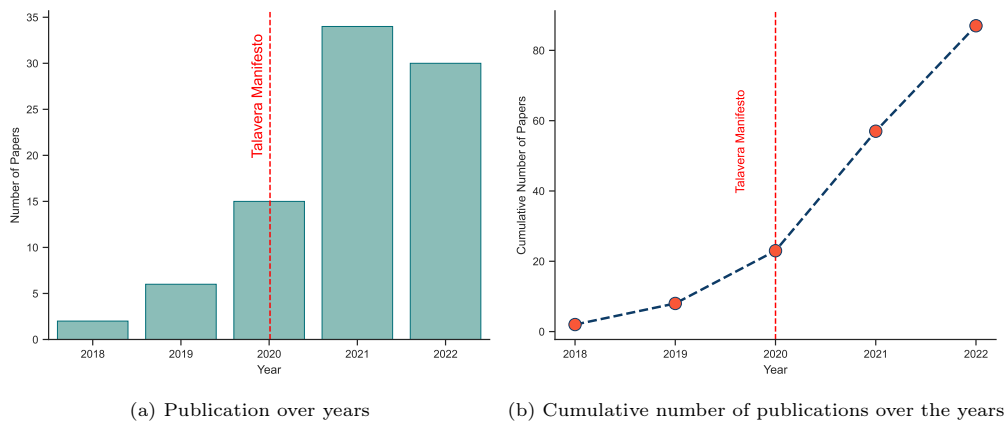 35
30
25
20
15
10
5
0
Number of Papers
Talavera Manifesto
2018 2019 2020 2021 2022
Year
(a) Publication over years
80
60
40
20
0
Cumulative Number of Papers
Talavera Manifesto
2018 2019 2020 2021 2022
Year
(b) Cumulative number of publications over the years